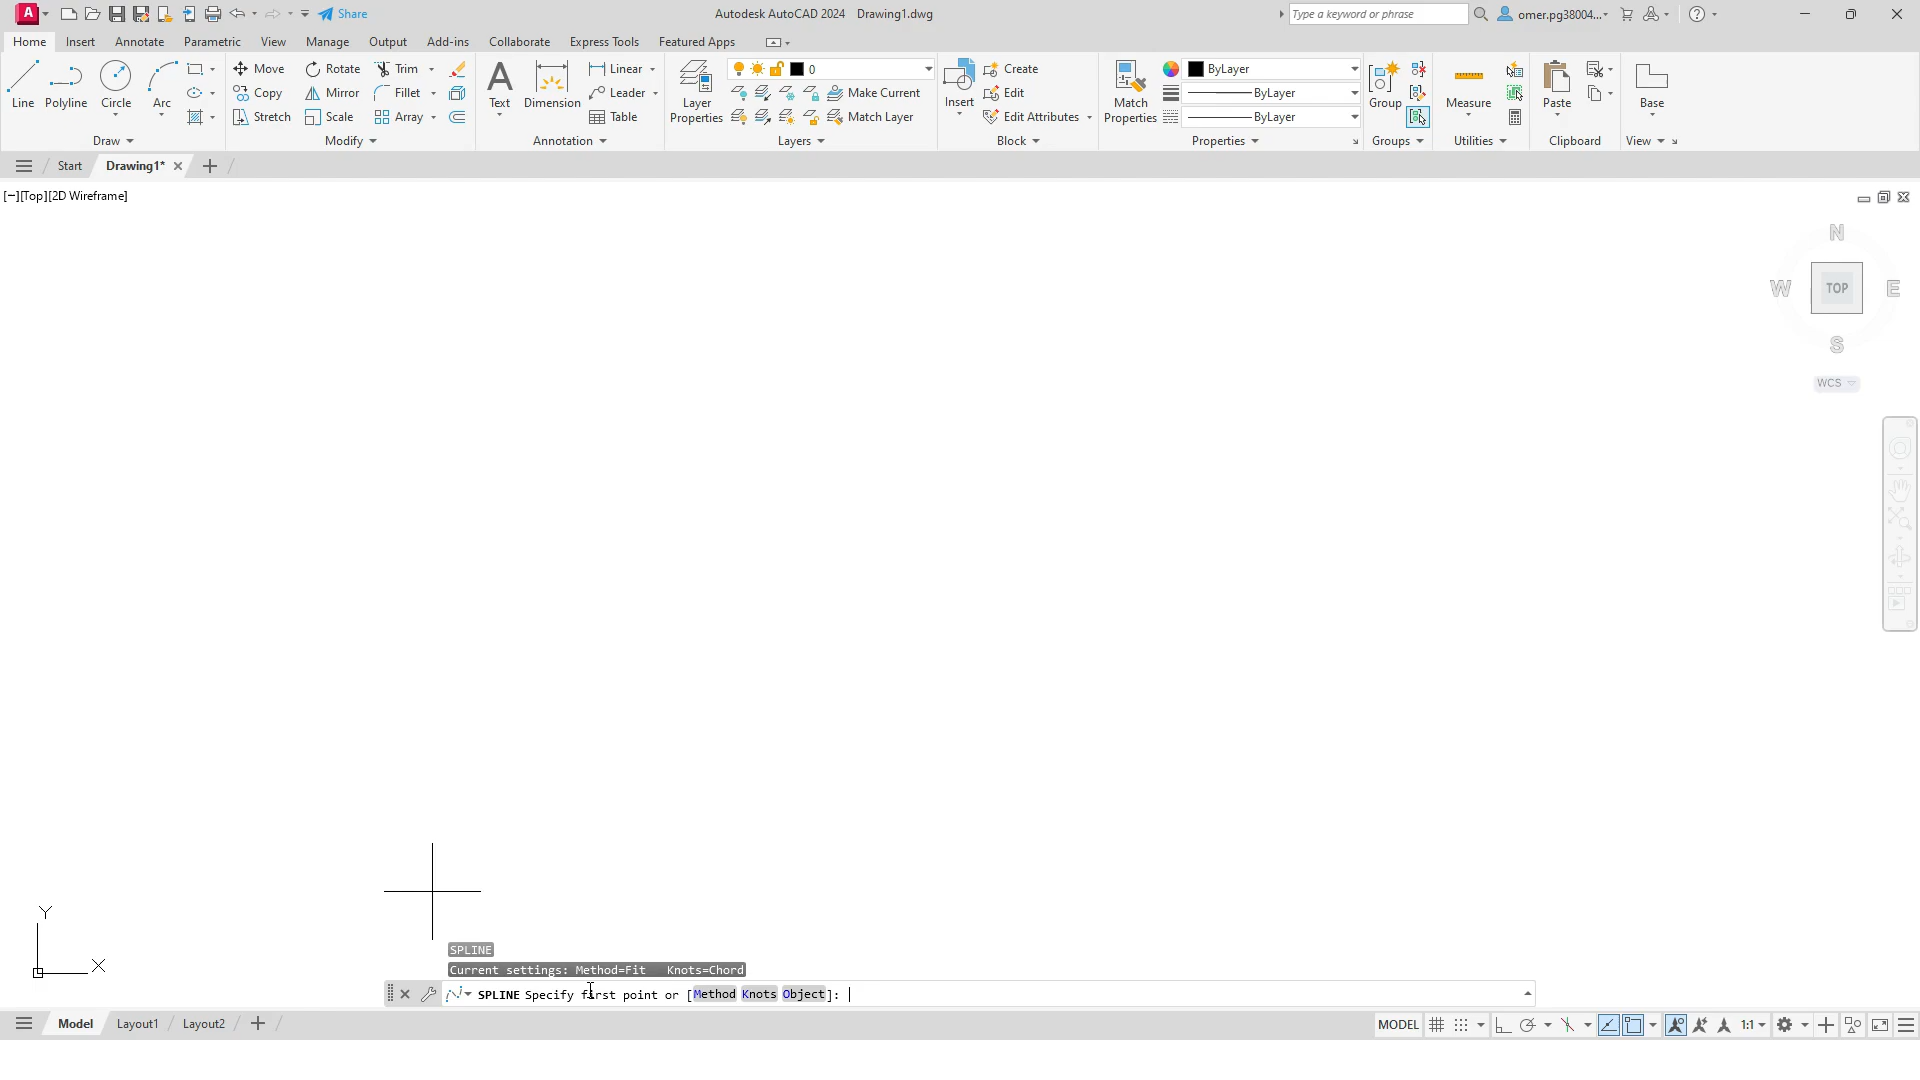 A Share Autodesk AutoCAD 2024 Drawing1.dwg Type a keyword or phrase omer.pg38004...
Home Insert Annotate Parametric View Manage Output Add-ins Collaborate Express Tools Featured Apps
Line Polyline Circle Arc
Move Rotate Trim
Copy Mirror Fillet
Stretch Scale Array
Text Dimension
Linear
Leader
Table
Layer Properties
0
Make Current
Match Layer
Insert
Create
Edit
Edit Attributes
Match Properties
ByLayer
ByLayer
ByLayer
Group
Measure
Paste
Base
Draw Modify Annotation Layers Block Properties Groups Utilities Clipboard View
Start Drawing1*
[−][Top][2D Wireframe]
N
W TOP E
S
WCS
Y
X
SPLINE
Current settings: Method=Fit Knots=Chord
SPLINE Specify first point or [Method Knots Object]:
Model Layout1 Layout2 MODEL 1:1